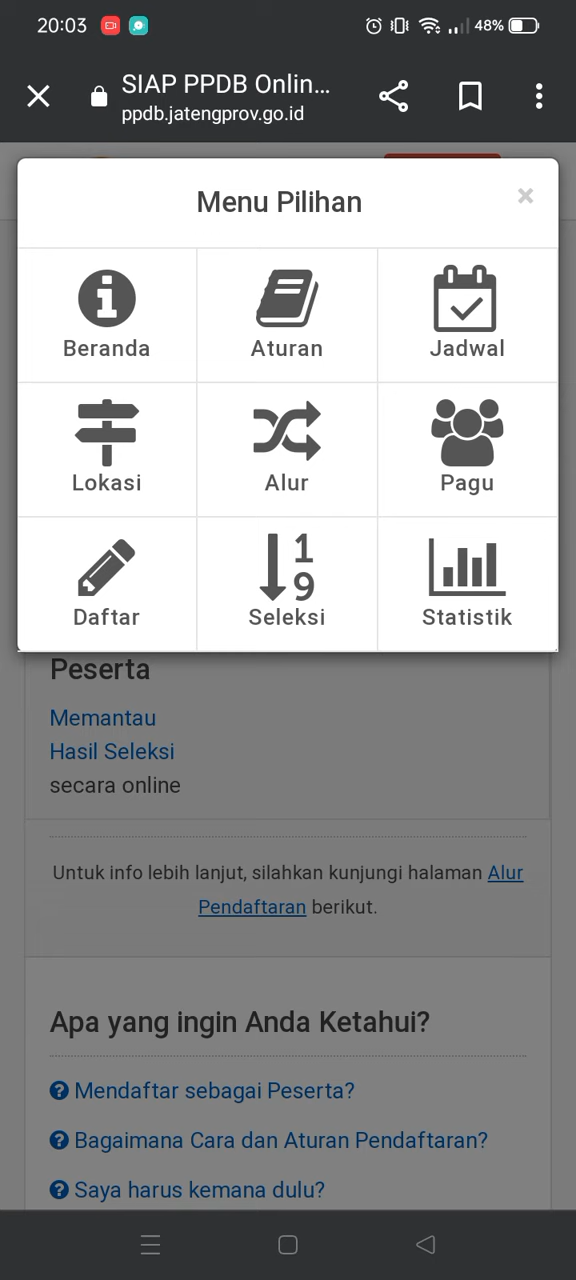 20:03
48%
SIAP PPDB Onlin...
ppdb.jatengprov.go.id
Menu Pilihan
×
Beranda
Aturan
Jadwal
Lokasi
Alur
Pagu
Daftar
1
9
Seleksi
Statistik
Peserta
Memantau
Hasil Seleksi
secara online
Untuk info lebih lanjut, silahkan kunjungi halaman Alur
Pendaftaran berikut.
Apa yang ingin Anda Ketahui?
Mendaftar sebagai Peserta?
Bagaimana Cara dan Aturan Pendaftaran?
Saya harus kemana dulu?